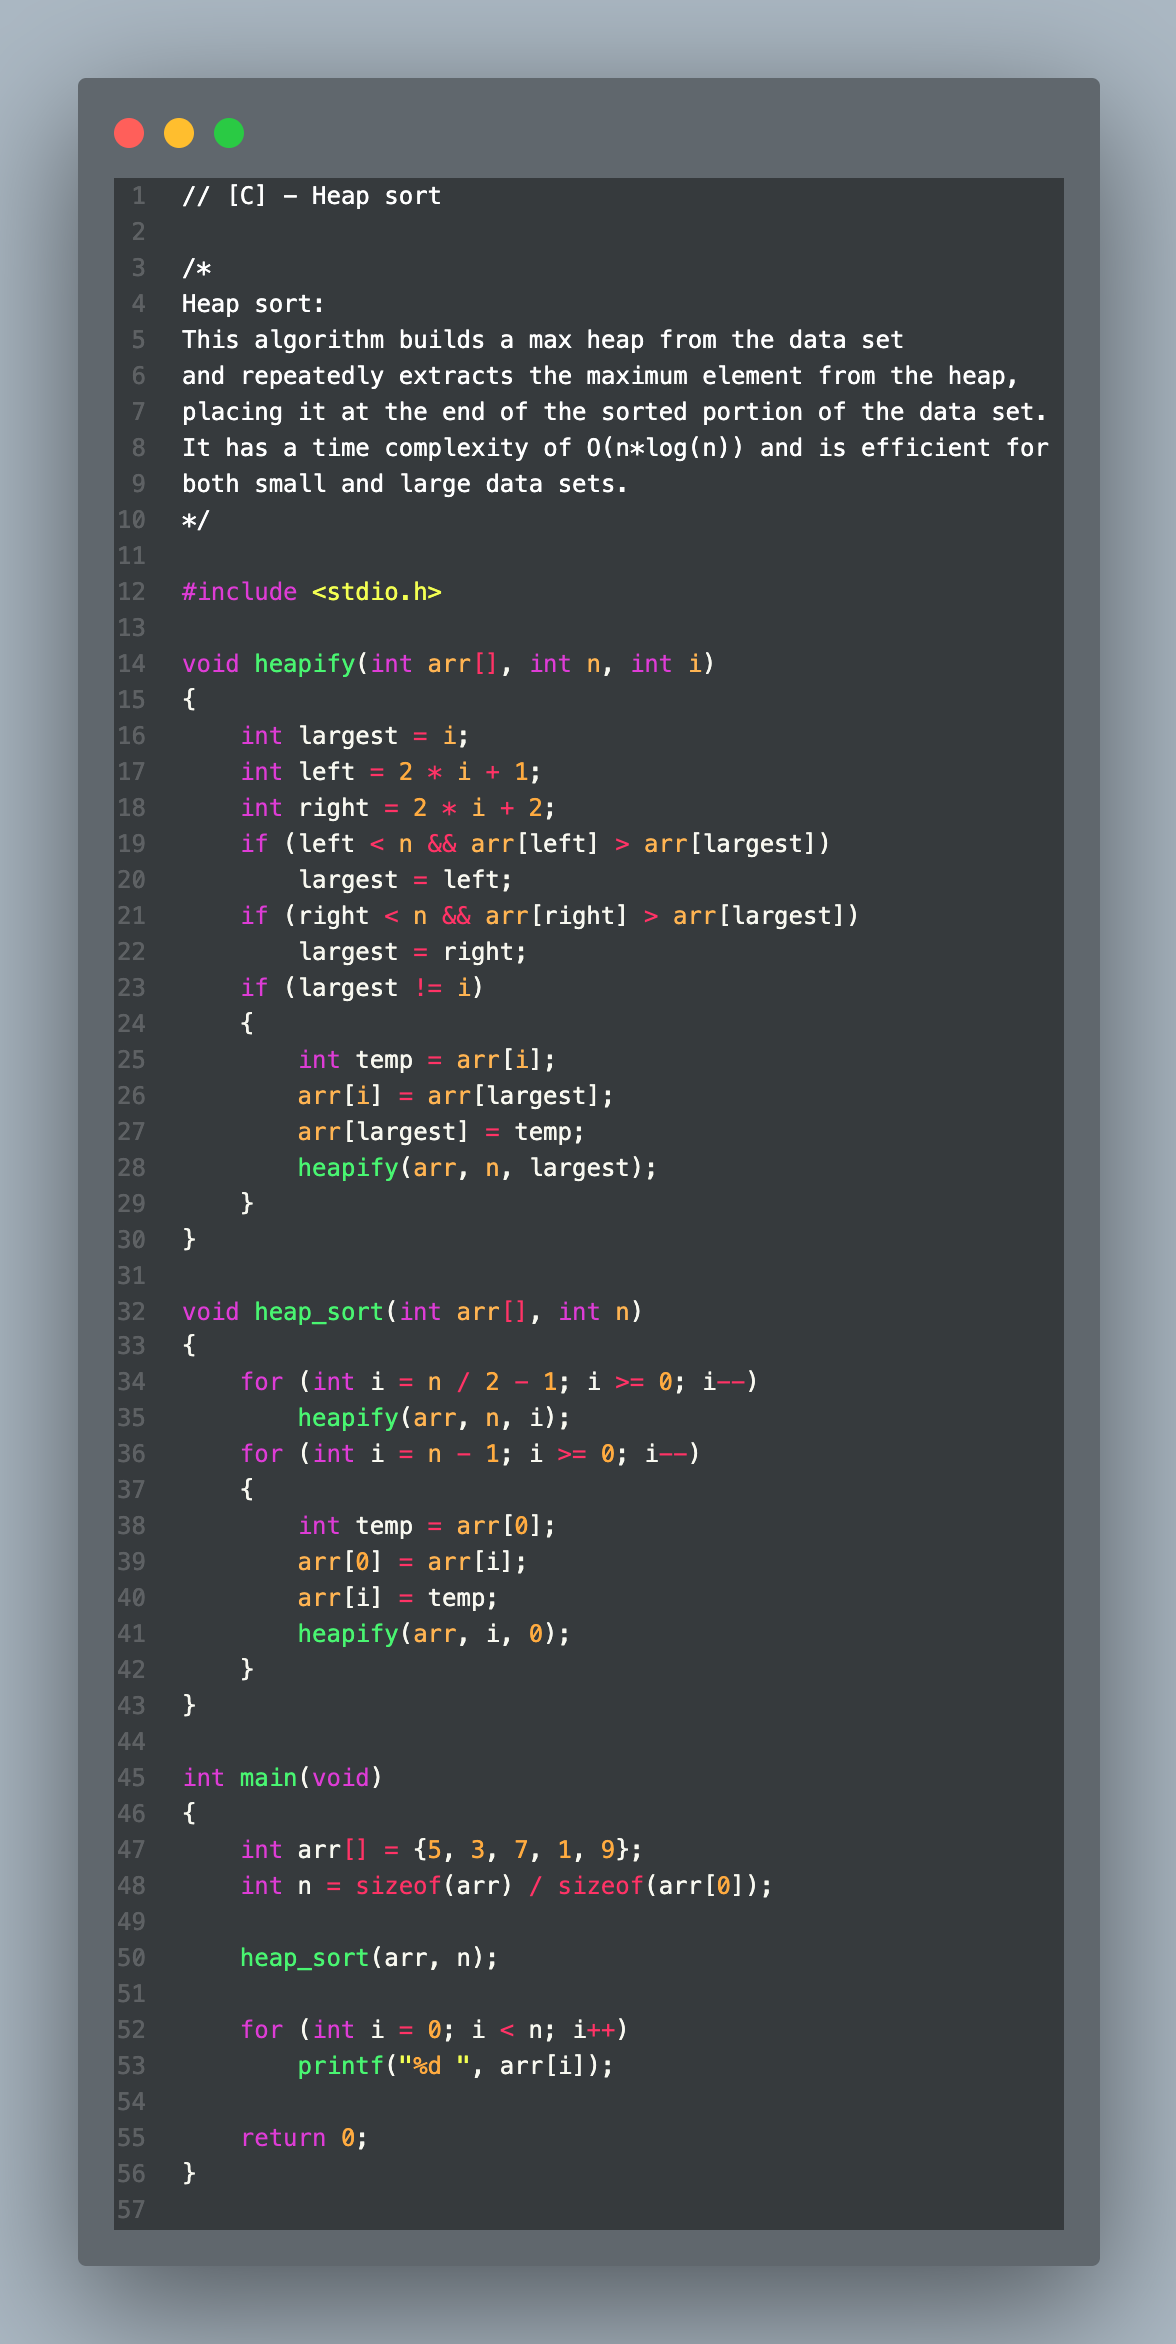 1 // [C] - Heap sort
2
3 /*
4 Heap sort:
5 This algorithm builds a max heap from the data set
6 and repeatedly extracts the maximum element from the heap,
7 placing it at the end of the sorted portion of the data set.
8 It has a time complexity of O(n*log(n)) and is efficient for
9 both small and large data sets.
10 */
11
12 #include <stdio.h>
13
14 void heapify(int arr[], int n, int i)
15 {
16     int largest = i;
17     int left = 2 * i + 1;
18     int right = 2 * i + 2;
19     if (left < n && arr[left] > arr[largest])
20         largest = left;
21     if (right < n && arr[right] > arr[largest])
22         largest = right;
23     if (largest != i)
24     {
25         int temp = arr[i];
26         arr[i] = arr[largest];
27         arr[largest] = temp;
28         heapify(arr, n, largest);
29     }
30 }
31
32 void heap_sort(int arr[], int n)
33 {
34     for (int i = n / 2 - 1; i >= 0; i--)
35         heapify(arr, n, i);
36     for (int i = n - 1; i >= 0; i--)
37     {
38         int temp = arr[0];
39         arr[0] = arr[i];
40         arr[i] = temp;
41         heapify(arr, i, 0);
42     }
43 }
44
45 int main(void)
46 {
47     int arr[] = {5, 3, 7, 1, 9};
48     int n = sizeof(arr) / sizeof(arr[0]);
49
50     heap_sort(arr, n);
51
52     for (int i = 0; i < n; i++)
53         printf("%d ", arr[i]);
54
55     return 0;
56 }
57